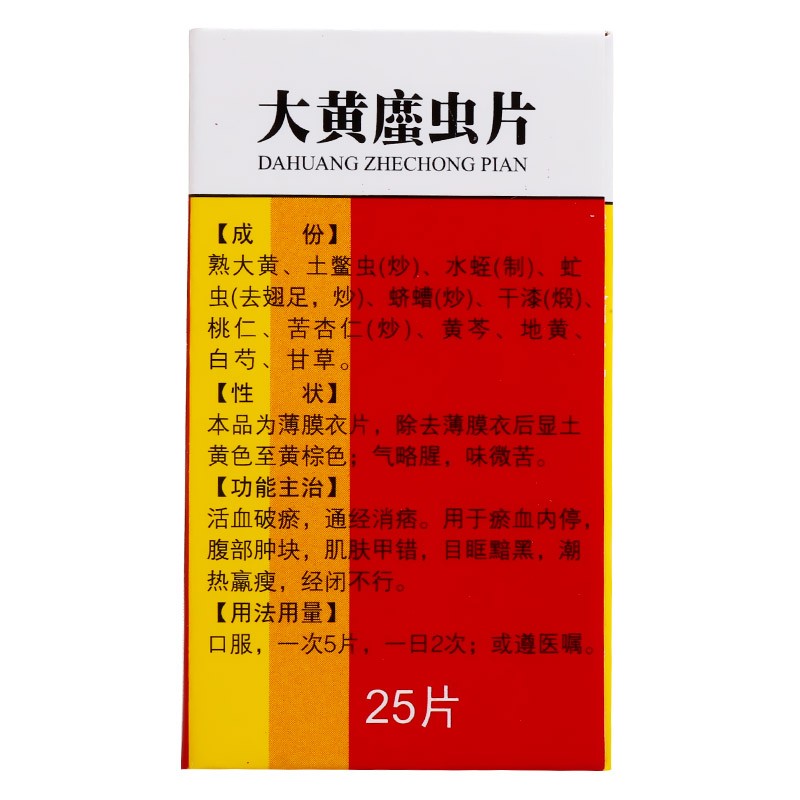 大黄䗪虫片
DAHUANG ZHECHONG PIAN
【成　份】
熟大黄、土鳖虫(炒)、水蛭(制)、虻
虫(去翅足，炒)、蛴螬(炒)、干漆(煅)、
桃仁、苦杏仁(炒)、黄芩、地黄、
白芍、甘草。
【性　状】
本品为薄膜衣片，除去薄膜衣后显土
黄色至黄棕色；气略腥，味微苦。
【功能主治】
活血破瘀，通经消癥。用于瘀血内停，
腹部肿块，肌肤甲错，目眶黯黑，潮
热羸瘦，经闭不行。
【用法用量】
口服，一次5片，一日2次；或遵医嘱。
25片